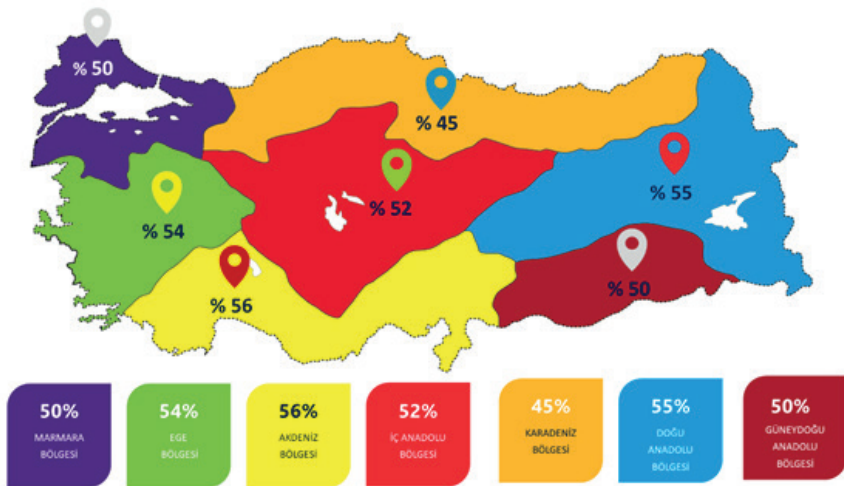 % 50
% 45
% 55
% 52
% 54
% 50
% 56
50%
MARMARA
BÖLGESİ
54%
EGE
BÖLGESİ
56%
AKDENİZ
BÖLGESİ
52%
İÇ ANADOLU
BÖLGESİ
45%
KARADENİZ
BÖLGESİ
55%
DOĞU
ANADOLU
BÖLGESİ
50%
GÜNEYDOĞU
ANADOLU
BÖLGESİ